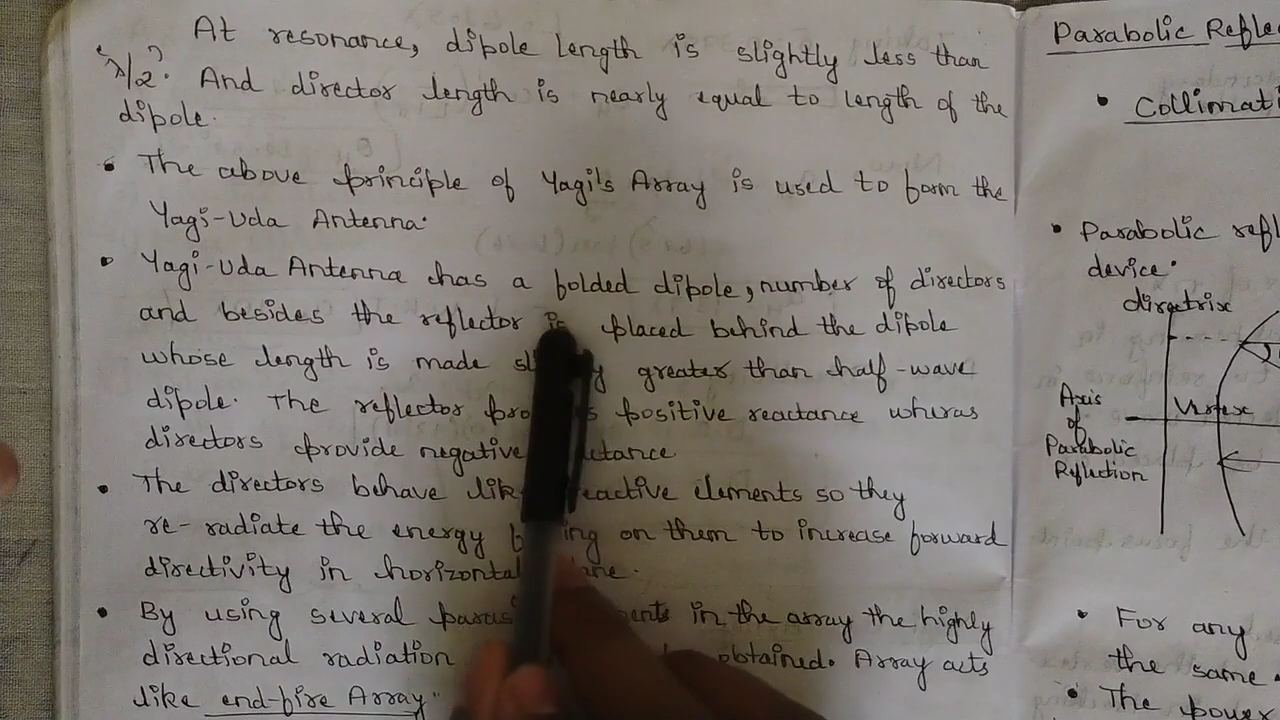 At resonance, dipole length is slightly less than
'λ/2'. And director length is nearly equal to length of the
dipole.
• The above principle of Yagi's Array is used to form the
Yagi-Uda Antenna.
• Yagi-Uda Antenna has a folded dipole, number of directors
and besides the reflector is placed behind the dipole
whose length is made greater than half-wave
dipole. The reflector positive reactance wheras
directors provide negative
• The directors behave elements so they
re-radiate the energy on them to increase forward
directivity in horizontal
• By using several in the array the highly
directional radiation obtained. Array acts
like end-fire Array.
Parabolic
•
• Parabolic
device.
directrix
Axis
of
Parabolic
Reflection
Vertex
• For any
the same
• The power